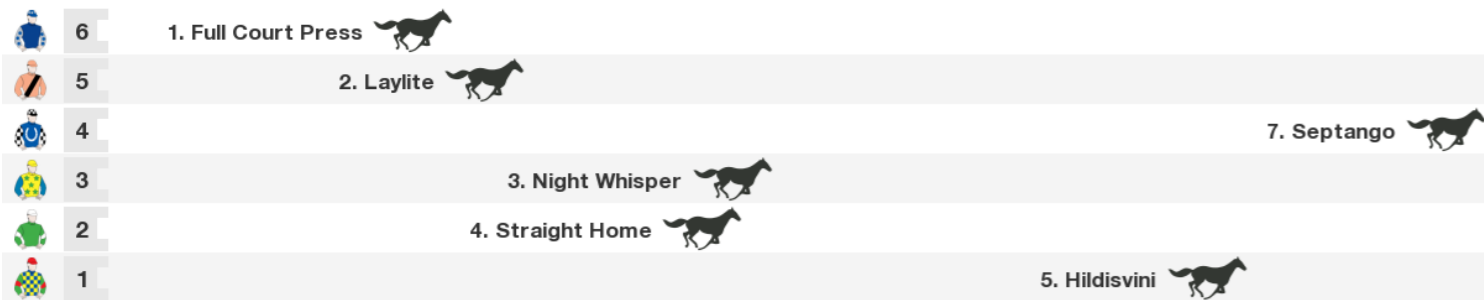 6 1. Full Court Press
5 2. Laylite
4 7. Septango
3 3. Night Whisper
2 4. Straight Home
1 5. Hildisvini